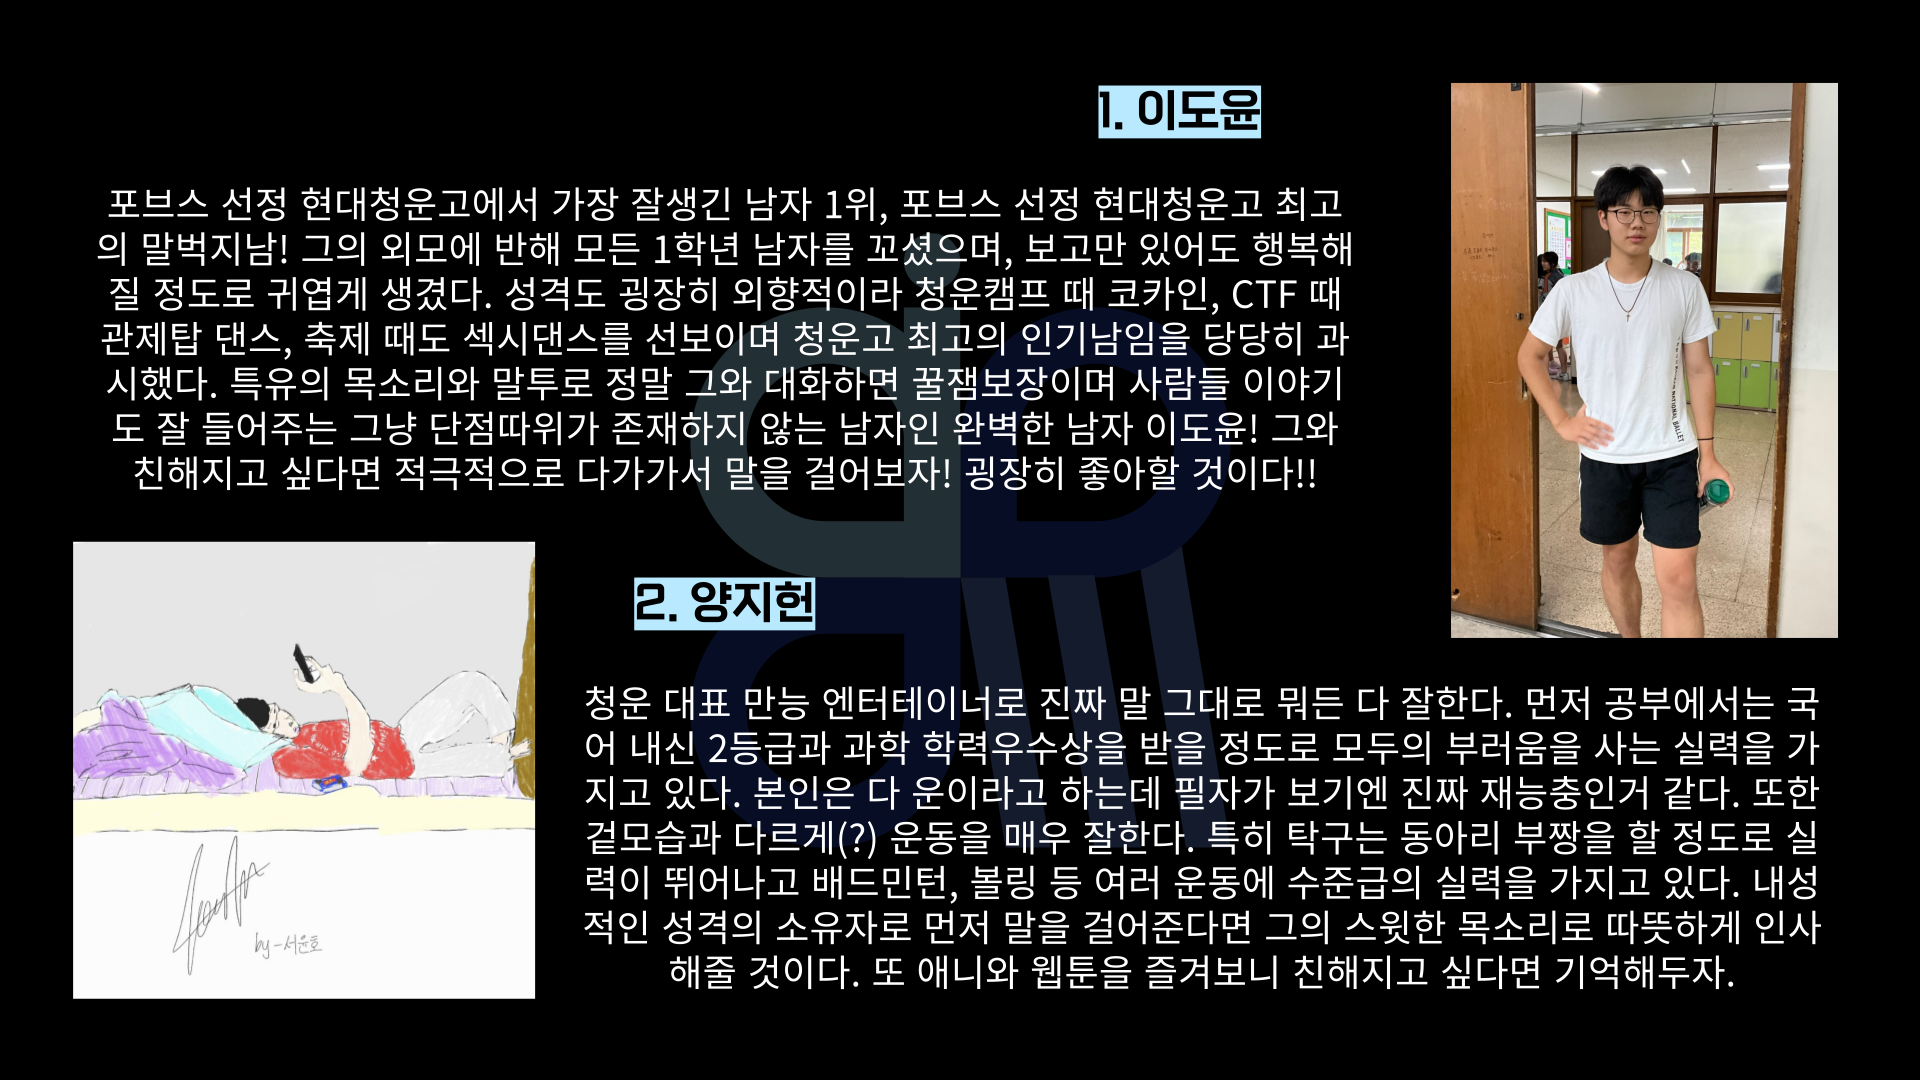 1. 이도윤
포브스 선정 현대청운고에서 가장 잘생긴 남자 1위, 포브스 선정 현대청운고 최고
의 말벅지남! 그의 외모에 반해 모든 1학년 남자를 꼬셨으며, 보고만 있어도 행복해
질 정도로 귀엽게 생겼다. 성격도 굉장히 외향적이라 청운캠프 때 코카인, CTF 때
관제탑 댄스, 축제 때도 섹시댄스를 선보이며 청운고 최고의 인기남임을 당당히 과
시했다. 특유의 목소리와 말투로 정말 그와 대화하면 꿀잼보장이며 사람들 이야기
도 잘 들어주는 그냥 단점따위가 존재하지 않는 남자인 완벽한 남자 이도윤! 그와
친해지고 싶다면 적극적으로 다가가서 말을 걸어보자! 굉장히 좋아할 것이다!!
NATIONAL BALLET
2. 양지헌
청운 대표 만능 엔터테이너로 진짜 말 그대로 뭐든 다 잘한다. 먼저 공부에서는 국
어 내신 2등급과 과학 학력우수상을 받을 정도로 모두의 부러움을 사는 실력을 가
지고 있다. 본인은 다 운이라고 하는데 필자가 보기엔 진짜 재능충인거 같다. 또한
겉모습과 다르게(?) 운동을 매우 잘한다. 특히 탁구는 동아리 부짱을 할 정도로 실
력이 뛰어나고 배드민턴, 볼링 등 여러 운동에 수준급의 실력을 가지고 있다. 내성
적인 성격의 소유자로 먼저 말을 걸어준다면 그의 스윗한 목소리로 따뜻하게 인사
해줄 것이다. 또 애니와 웹툰을 즐겨보니 친해지고 싶다면 기억해두자.
by-서윤호